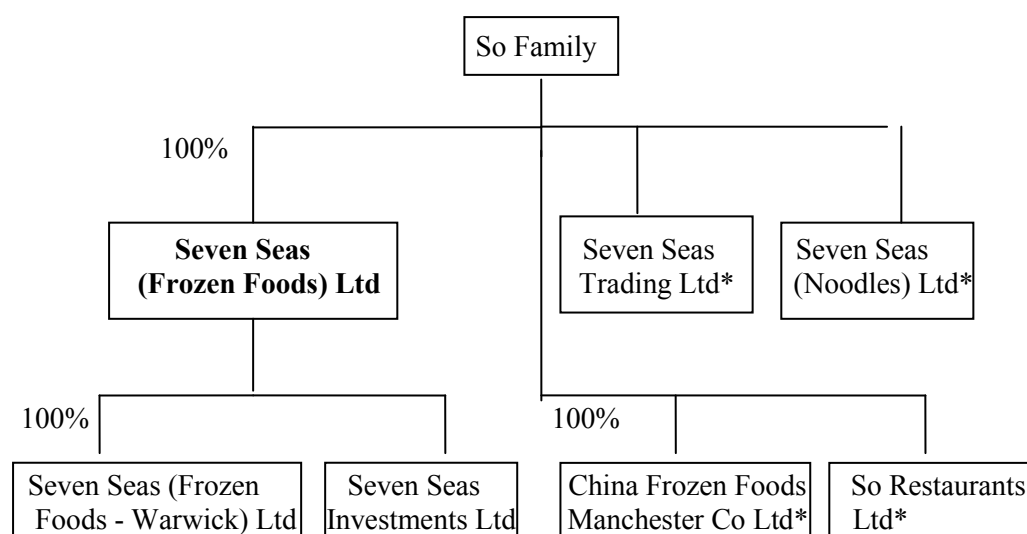 So Family
100%
Seven Seas
(Frozen Foods) Ltd
Seven Seas
Trading Ltd*
Seven Seas
(Noodles) Ltd*
100%
100%
Seven Seas (Frozen
Foods - Warwick) Ltd
Seven Seas
Investments Ltd
China Frozen Foods
Manchester Co Ltd*
So Restaurants
Ltd*